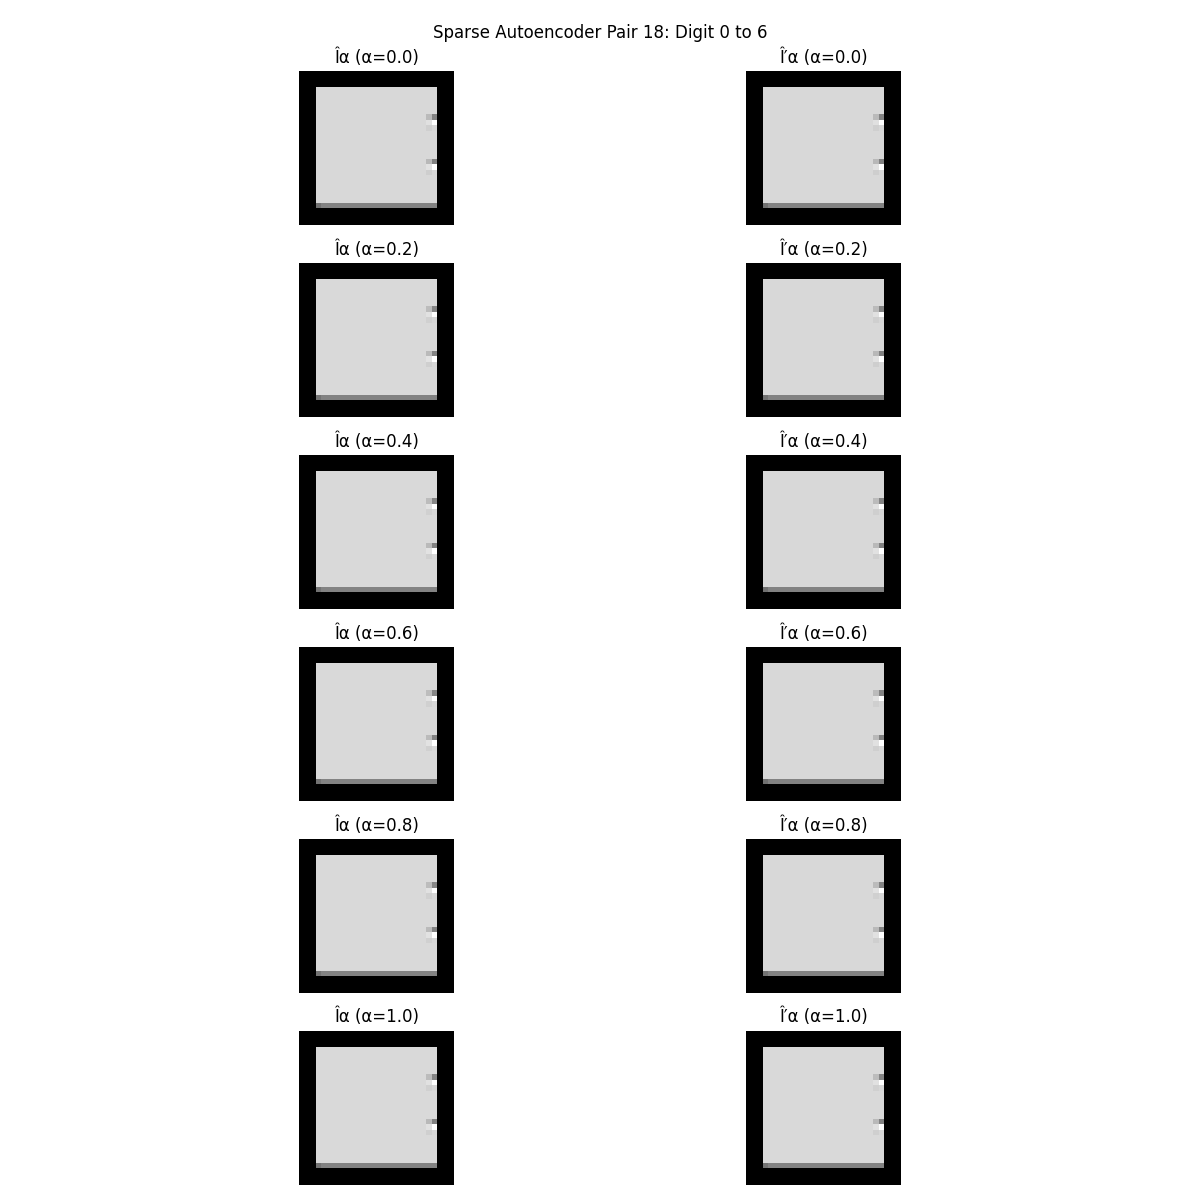 Sparse Autoencoder Pair 18: Digit 0 to 6
Îα (α=0.0) Î′α (α=0.0)
Îα (α=0.2) Î′α (α=0.2)
Îα (α=0.4) Î′α (α=0.4)
Îα (α=0.6) Î′α (α=0.6)
Îα (α=0.8) Î′α (α=0.8)
Îα (α=1.0) Î′α (α=1.0)